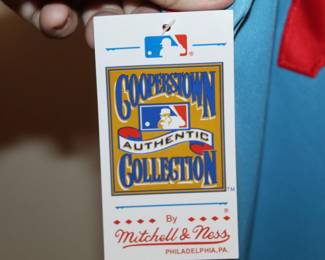 COOPERSTOWN
AUTHENTIC
COLLECTION
TM
By
Mitchell & Ness
PHILADELPHIA, PA.